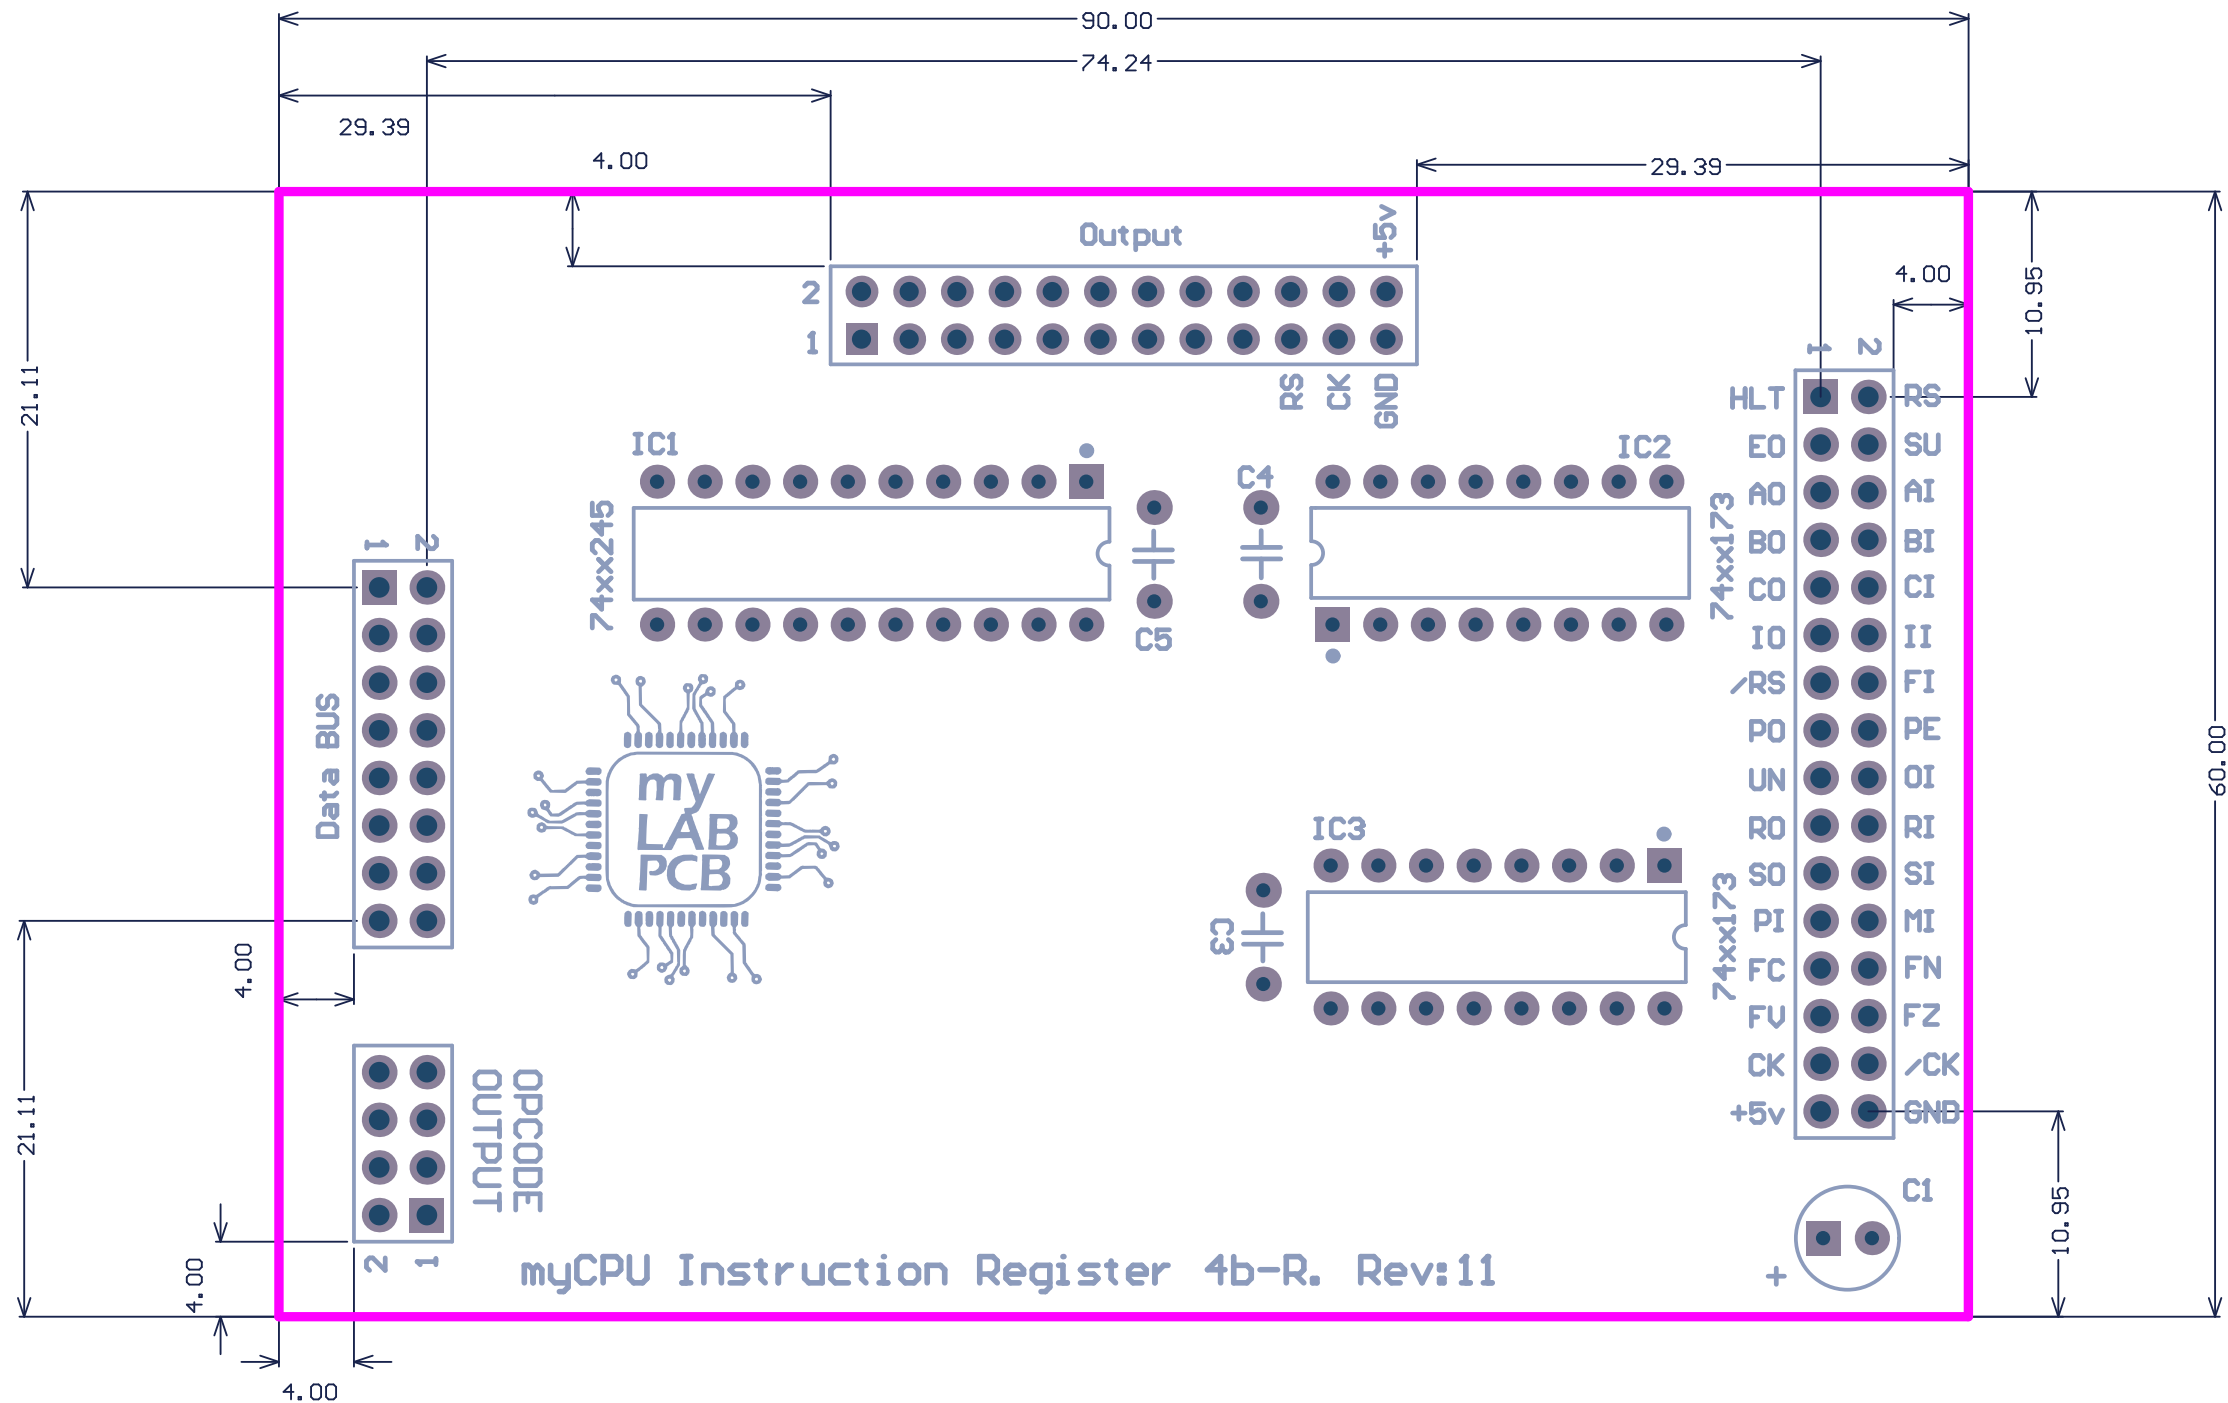 90.00
74.24
29.39
4.00
29.39
Output
+5v
2
1
RS
CK
GND
4.00
10.95
21.11
1 2
HLT RS
EO SU
AO AI
BO BI
CO CI
IO II
/RS FI
PO PE
UN OI
RO RI
SO SI
PI MI
FC FN
FV FZ
CK /CK
+5v GND
IC1
74xx245
C5
C4
IC2
74xx173
1 2
Data BUS
my
LAB
PCB
IC3
74xx173
C3
60.00
4.00
21.11
OPCODE
OUTPUT
2 1
4.00
4.00
C1
+
10.95
myCPU Instruction Register 4b-R. Rev:11